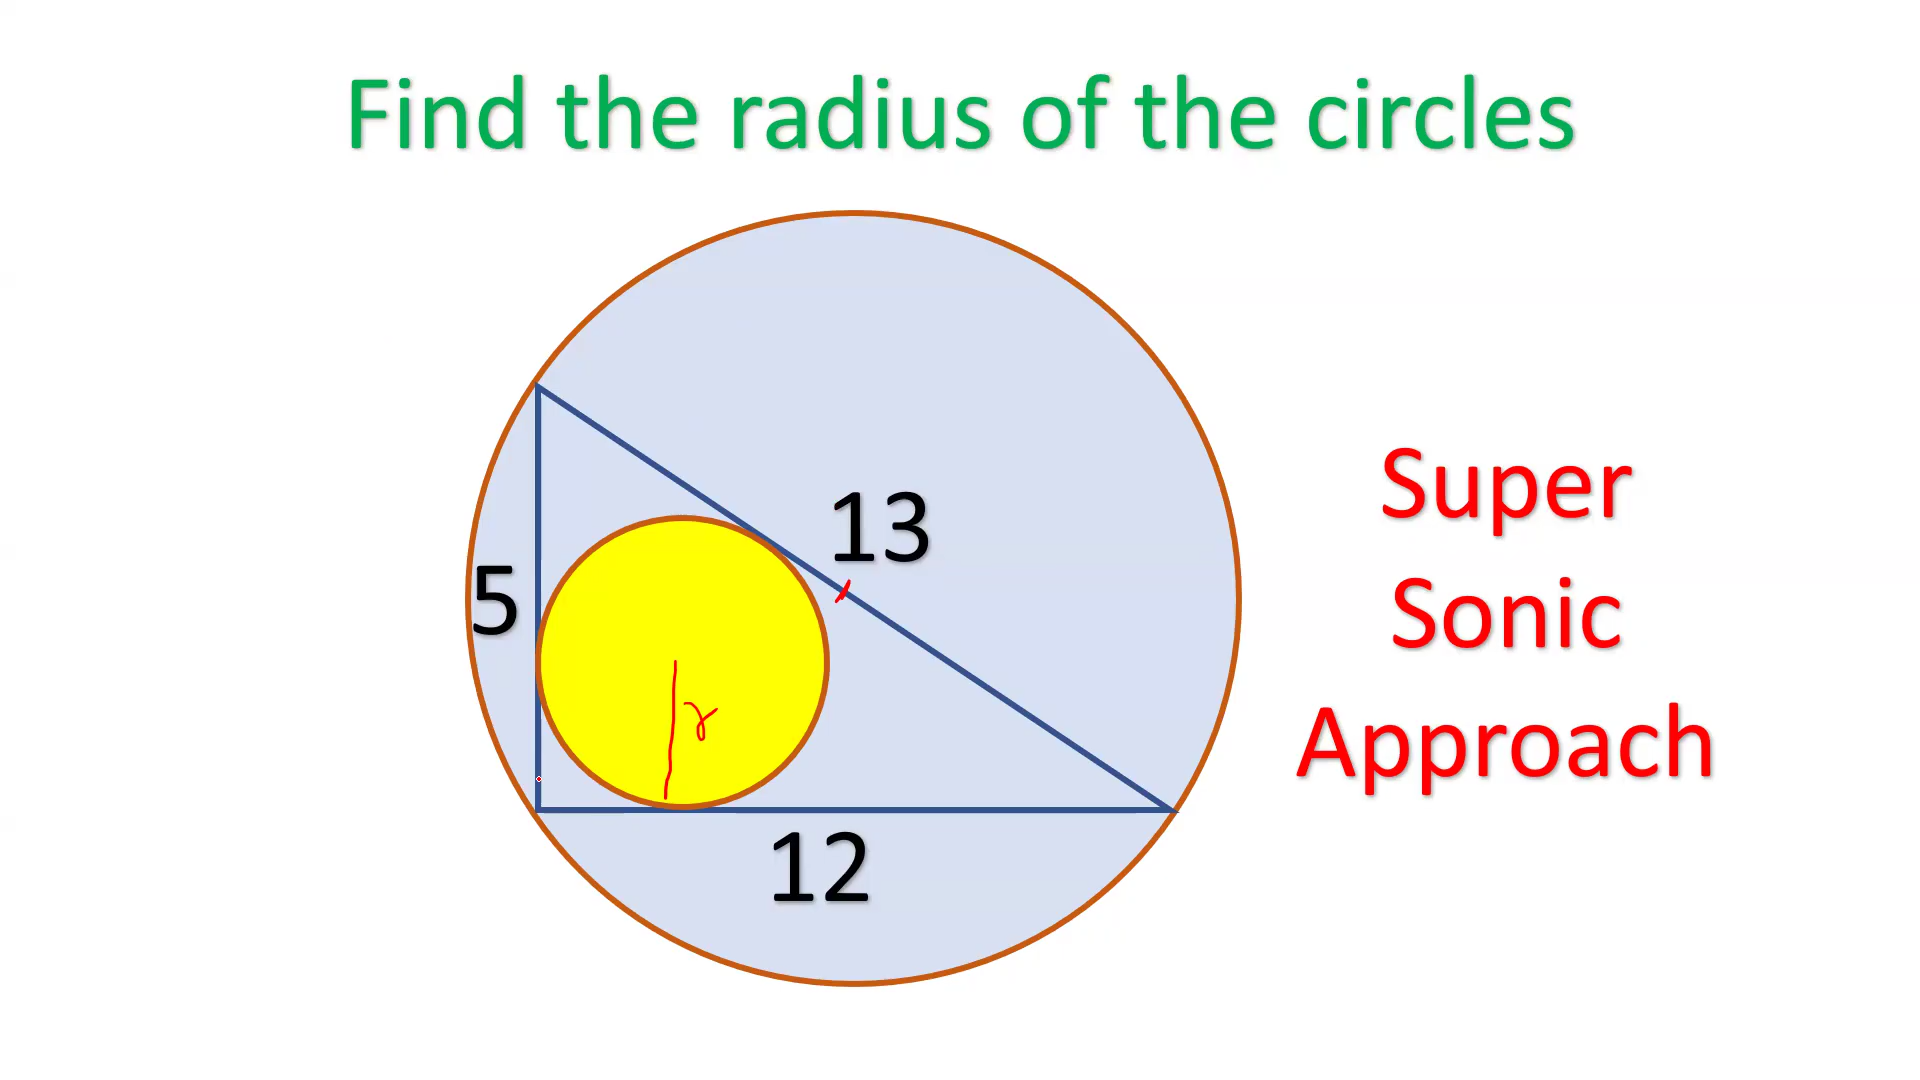 Find the radius of the circles
13
5
r
12
Super
Sonic
Approach